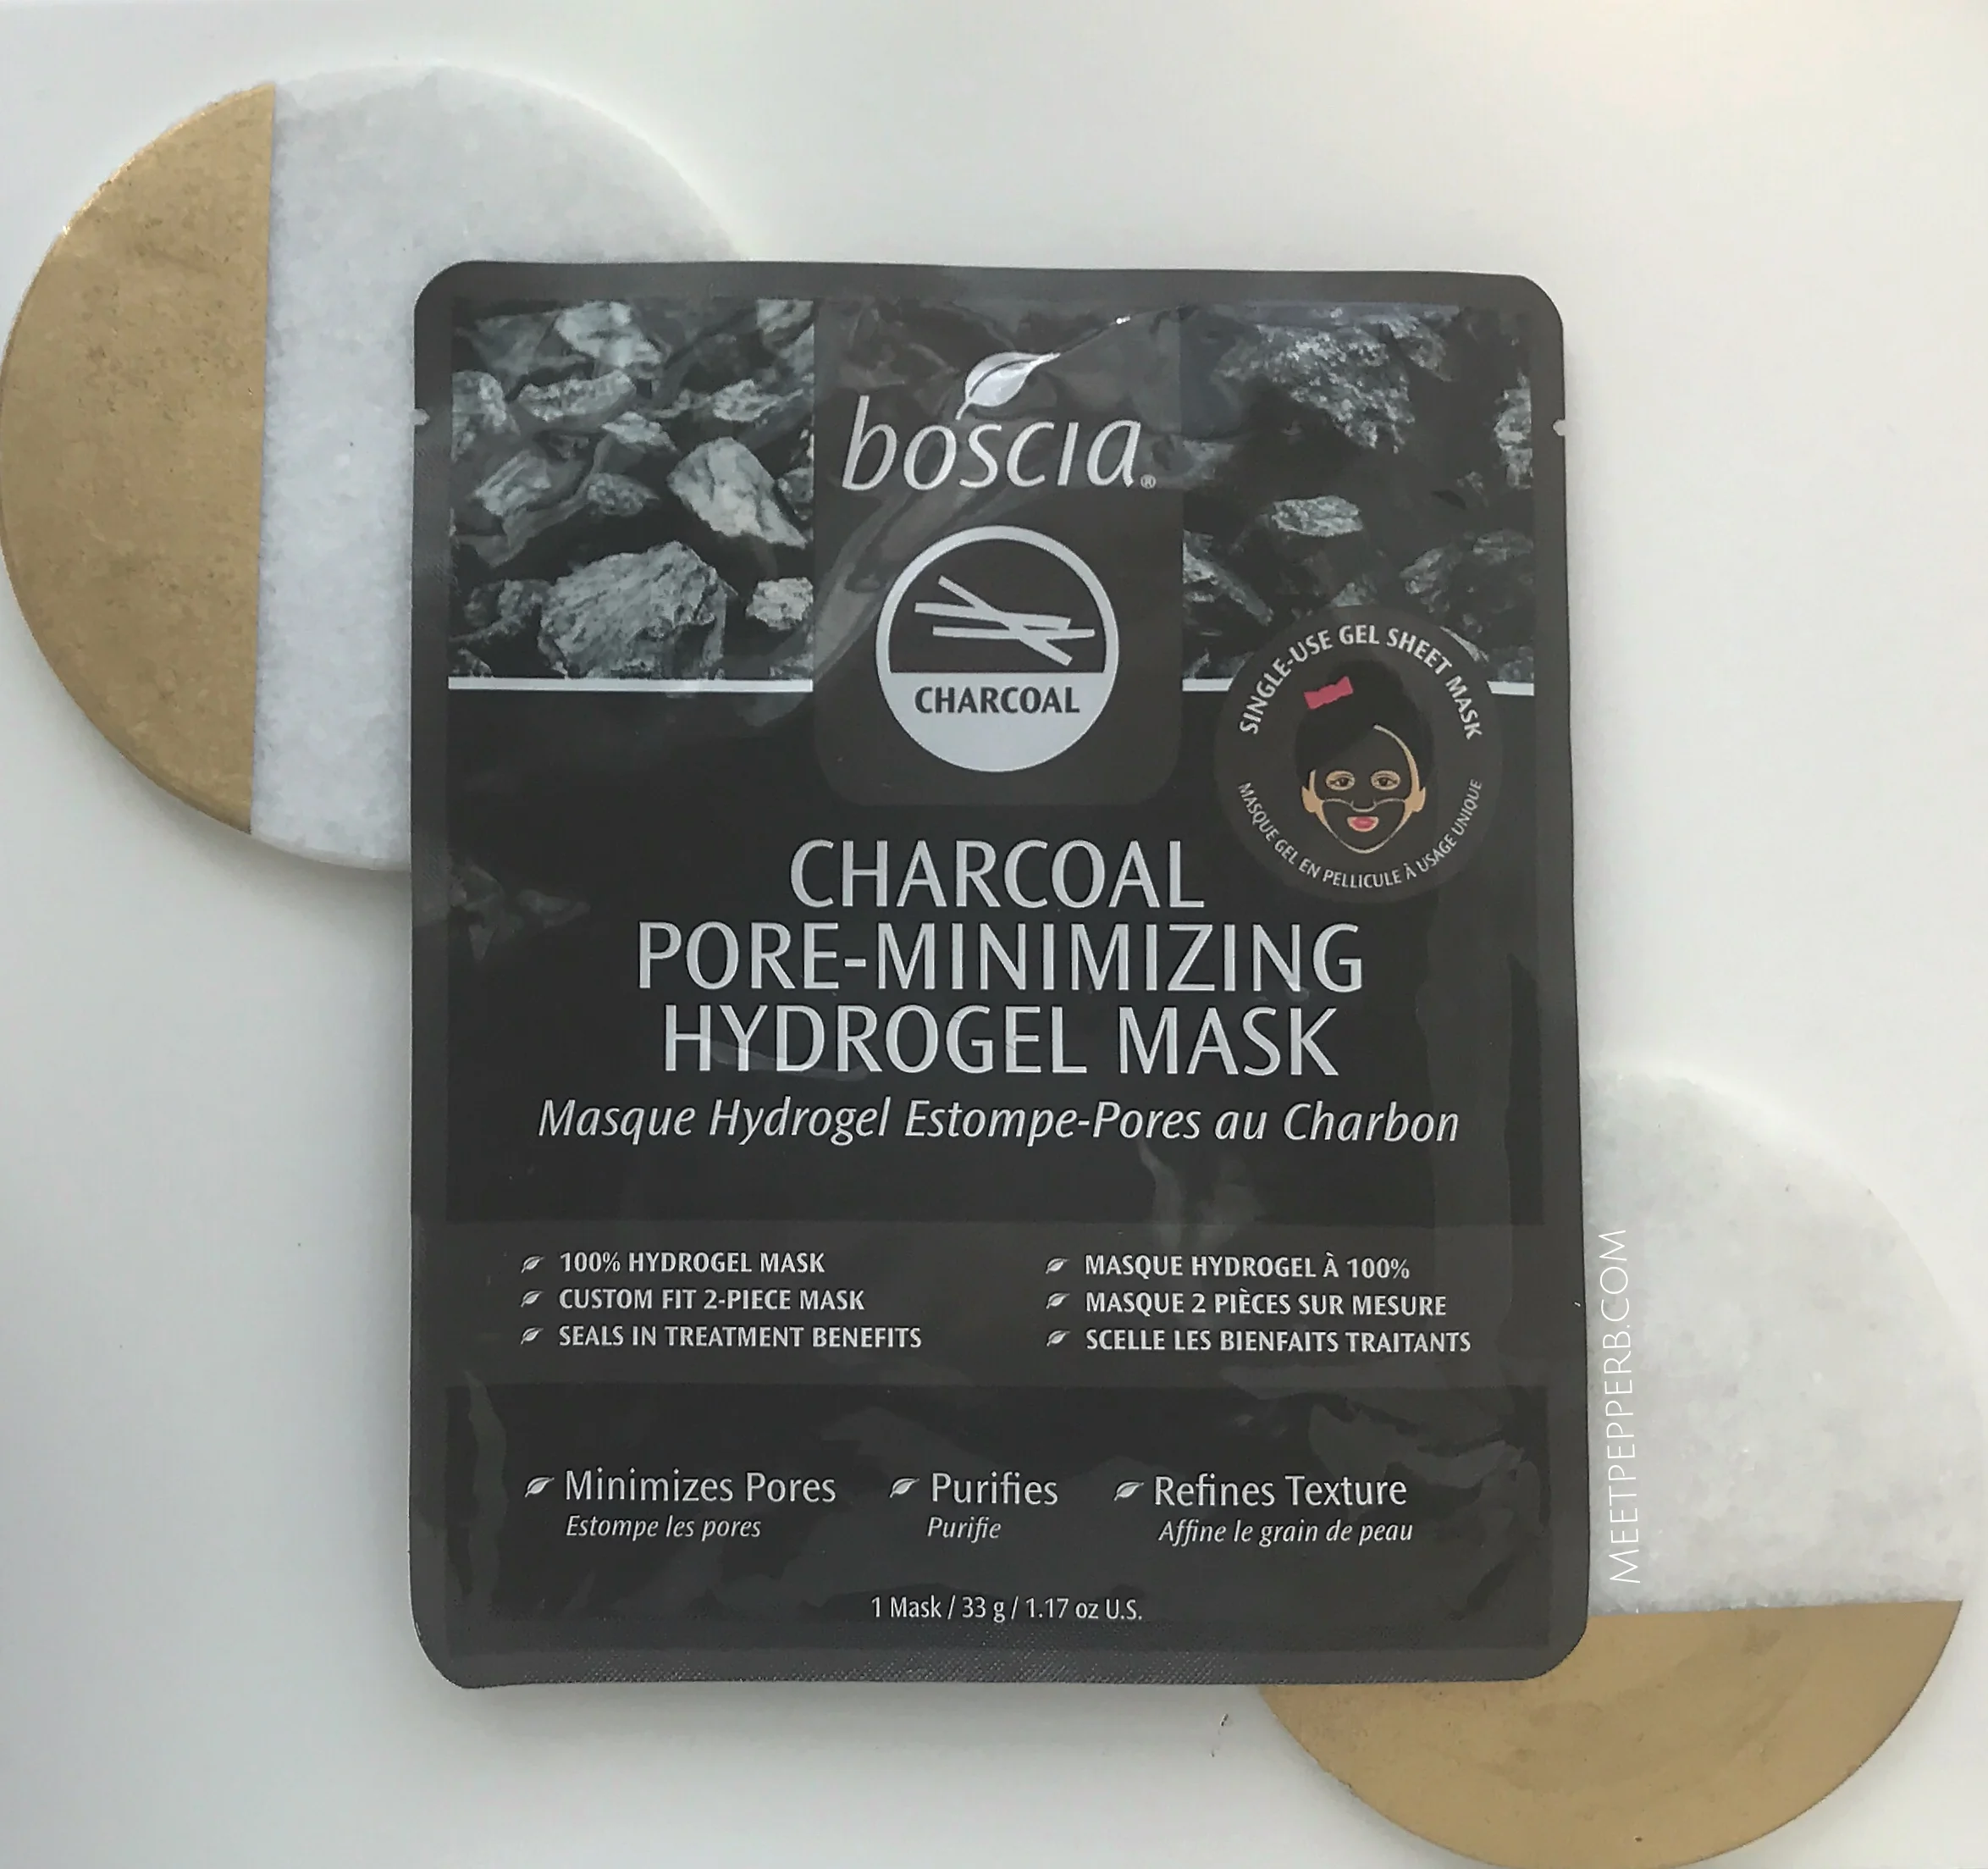 boscia®
CHARCOAL
SINGLE-USE GEL SHEET MASK
MASQUE GEL EN PELLICULE À USAGE UNIQUE
CHARCOAL
PORE-MINIMIZING
HYDROGEL MASK
Masque Hydrogel Estompe-Pores au Charbon
100% HYDROGEL MASK
CUSTOM FIT 2-PIECE MASK
SEALS IN TREATMENT BENEFITS
MASQUE HYDROGEL À 100%
MASQUE 2 PIÈCES SUR MESURE
SCELLE LES BIENFAITS TRAITANTS
Minimizes Pores
Estompe les pores
Purifies
Purifie
Refines Texture
Affine le grain de peau
1 Mask / 33 g / 1.17 oz U.S.
MEETPEPPERB.COM